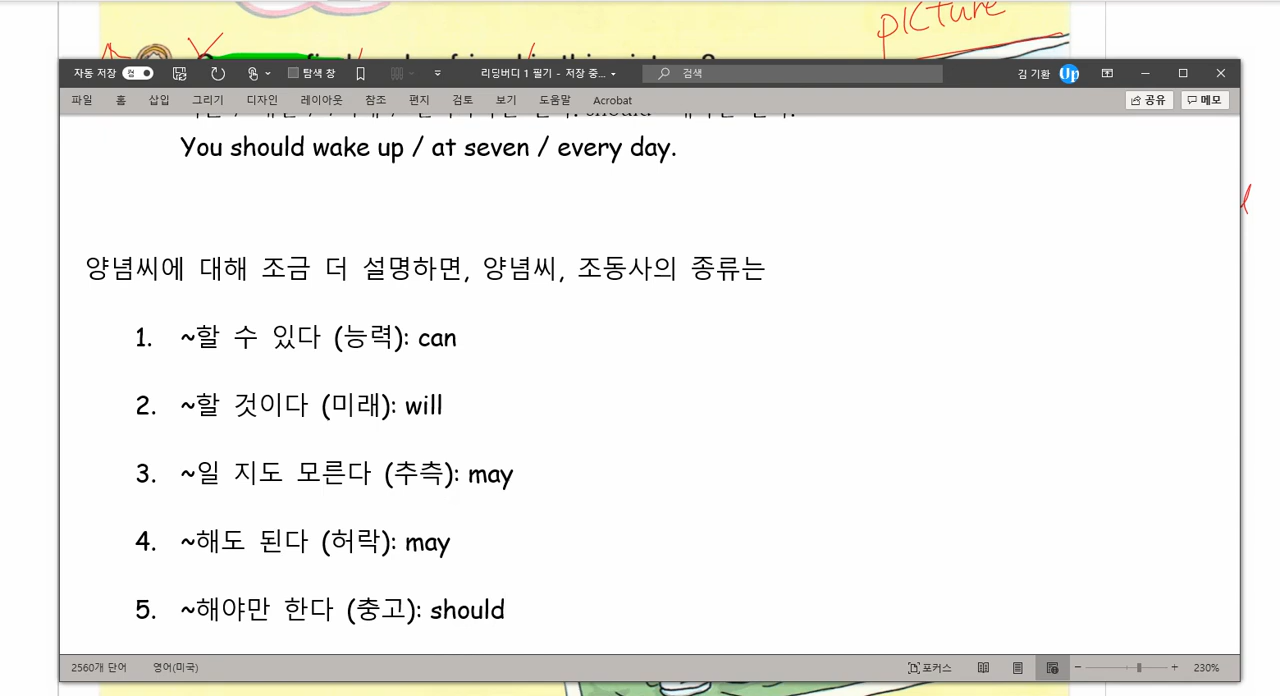 picture
자동 저장 리딩버디 1 필기 - 저장 중... 검색 김 기환 Up
탐색 창
파일 홈 삽입 그리기 디자인 레이아웃 참조 편지 검토 보기 도움말 Acrobat 공유 메모
You should wake up / at seven / every day.
양념씨에 대해 조금 더 설명하면, 양념씨, 조동사의 종류는
1. ~할 수 있다 (능력): can
2. ~할 것이다 (미래): will
3. ~일 지도 모른다 (추측): may
4. ~해도 된다 (허락): may
5. ~해야만 한다 (충고): should
2560개 단어 영어(미국) 포커스 230%